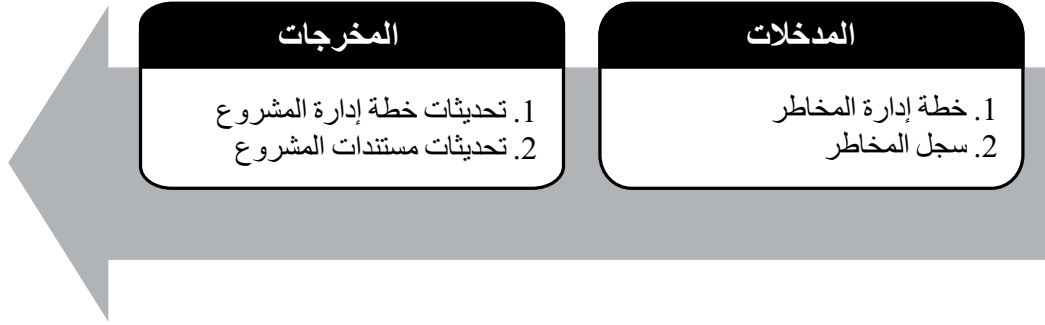 المدخلات
1. خطة إدارة المخاطر
2. سجل المخاطر
المخرجات
1. تحديثات خطة إدارة المشروع
2. تحديثات مستندات المشروع